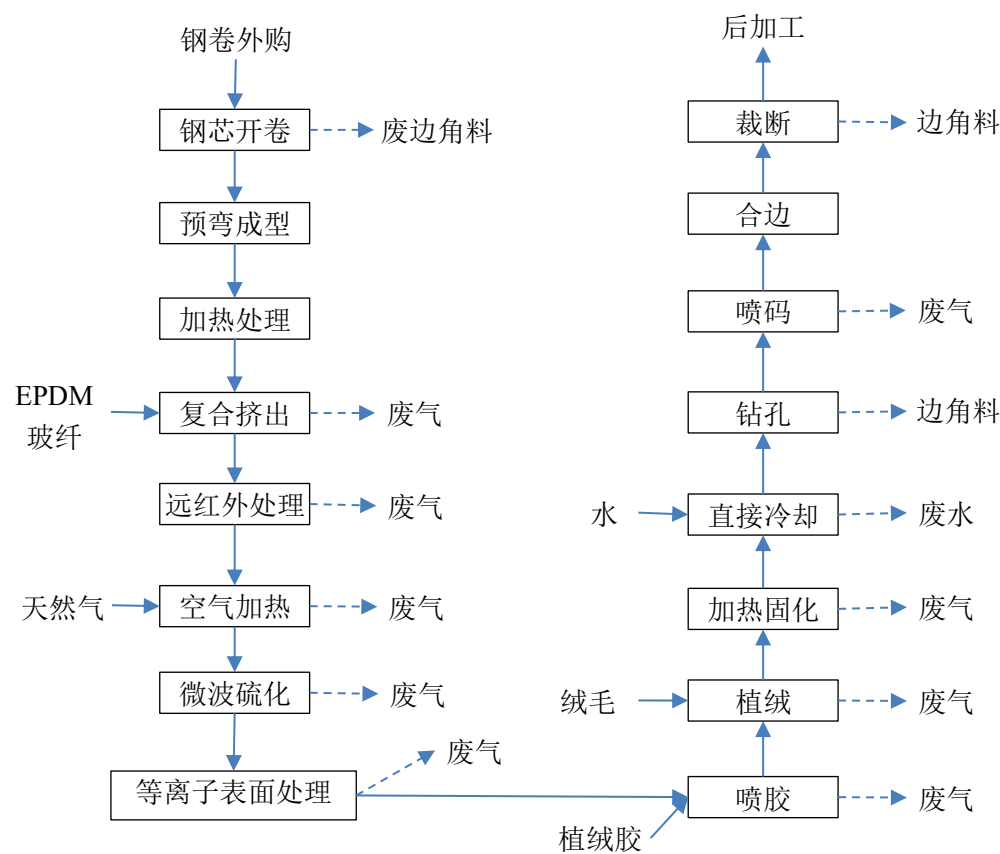 钢卷外购
钢芯开卷
废边角料
预弯成型
加热处理
EPDM
玻纤
复合挤出
废气
远红外处理
废气
天然气
空气加热
废气
微波硫化
废气
等离子表面处理
废气
后加工
裁断
边角料
合边
喷码
废气
钻孔
边角料
水
直接冷却
废水
加热固化
废气
绒毛
植绒
废气
喷胶
废气
植绒胶